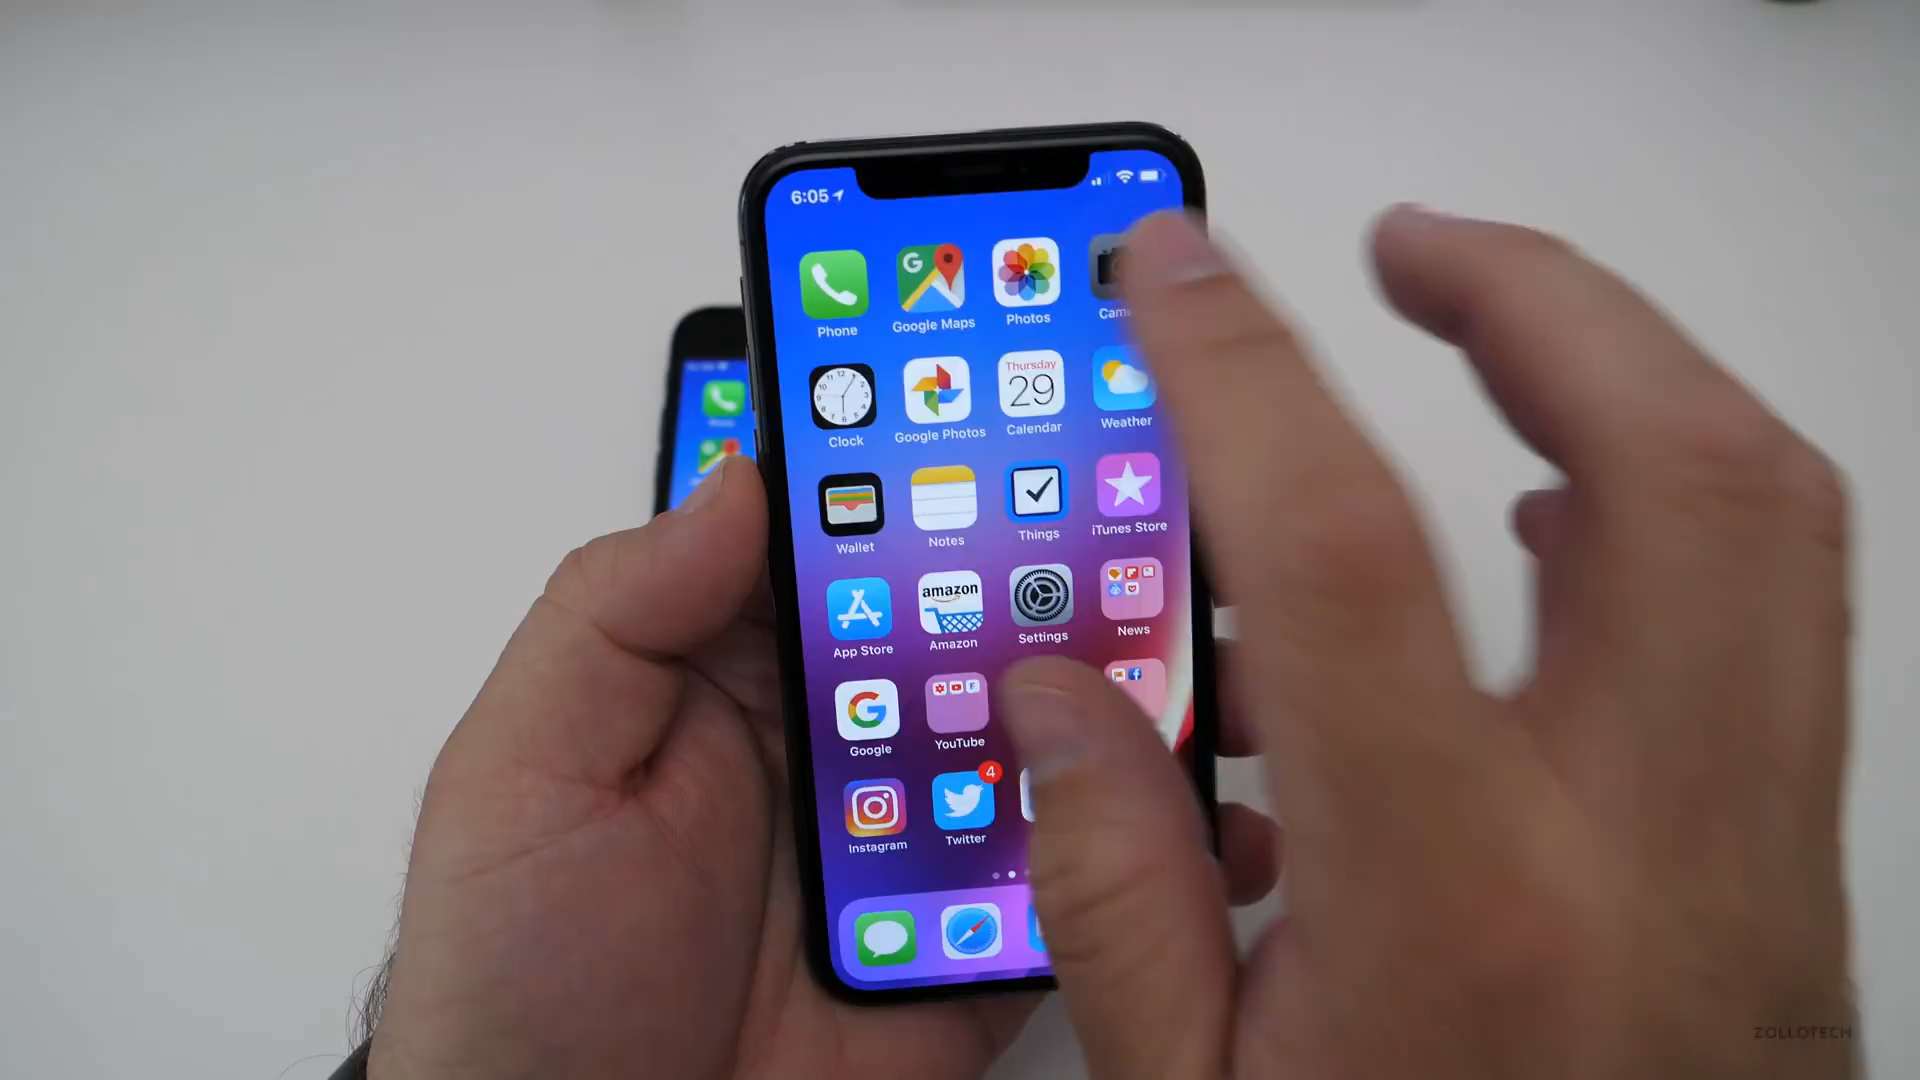 6:05
Phone
Google Maps
Photos
Cam
Clock
Google Photos
Thursday
29
Calendar
Weather
Wallet
Notes
Things
iTunes Store
App Store
amazon
Amazon
Settings
News
G
Google
YouTube
Instagram
4
Twitter
ZOLLOTECH